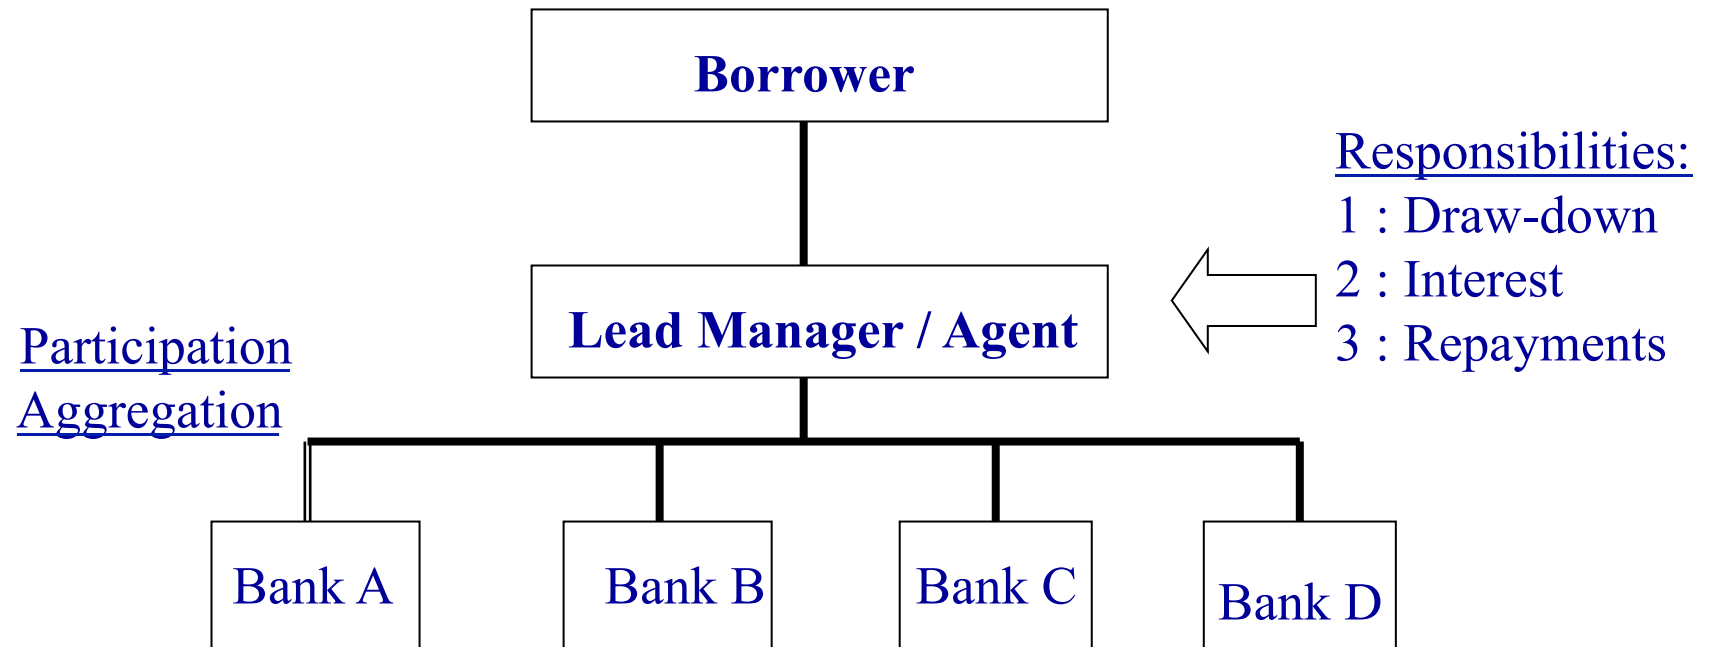 Borrower
Responsibilities:
1 : Draw-down
2 : Interest
3 : Repayments
Lead Manager / Agent
Participation
Aggregation
Bank A
Bank B
Bank C
Bank D